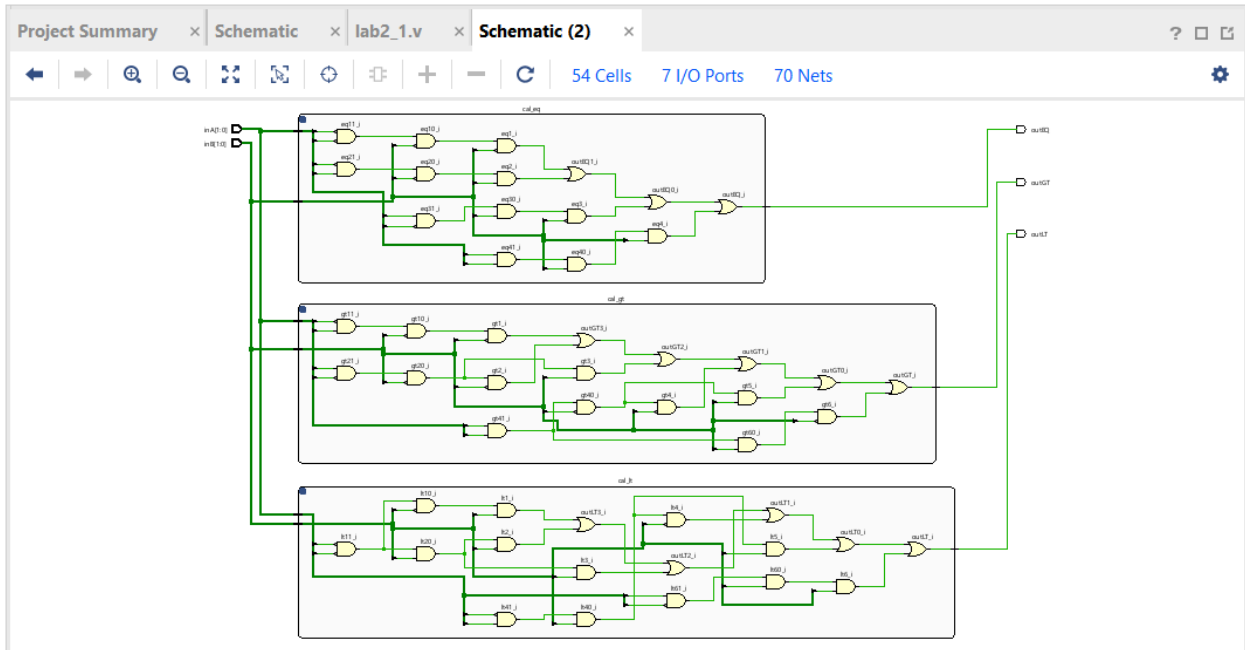 Project Summary × Schematic × lab2_1.v × Schematic (2) × ?
54 Cells 7 I/O Ports 70 Nets
cal_eq
inA[1:0]
inB[1:0]
eq11_i eq10_i eq1_i
eq21_i eq20_i eq2_i outEQ1_i
eq31_i eq30_i eq3_i outEQ0_i outEQ_i
eq41_i eq40_i eq4_i
outEQ
outGT
outLT
cal_gt
gt11_i gt10_i gt1_i outGT3_i
gt21_i gt20_i gt2_i gt3_i outGT2_i outGT1_i outGT0_i outGT_i
gt41_i gt40_i gt4_i gt5_i gt6_i
gt60_i
cal_lt
lt10_i lt1_i lt4_i outLT1_i
lt11_i lt20_i lt2_i outLT3_i lt5_i outLT0_i outLT_i
lt3_i outLT2_i lt60_i lt6_i
lt41_i lt40_i lt61_i